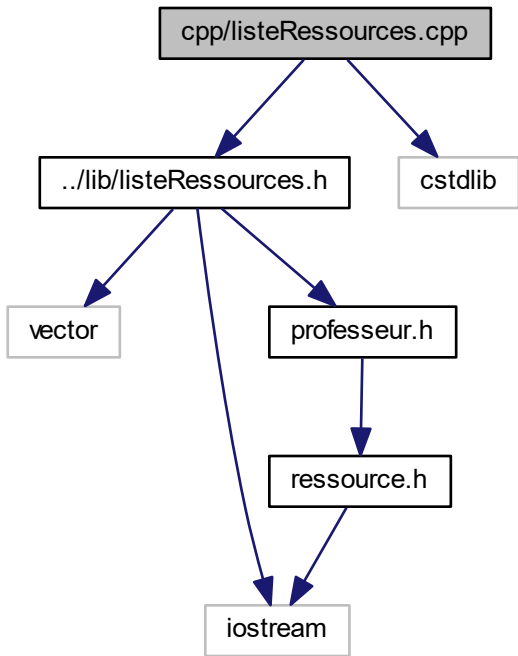 cpp/listeRessources.cpp
../lib/listeRessources.h
cstdlib
vector
professeur.h
ressource.h
iostream